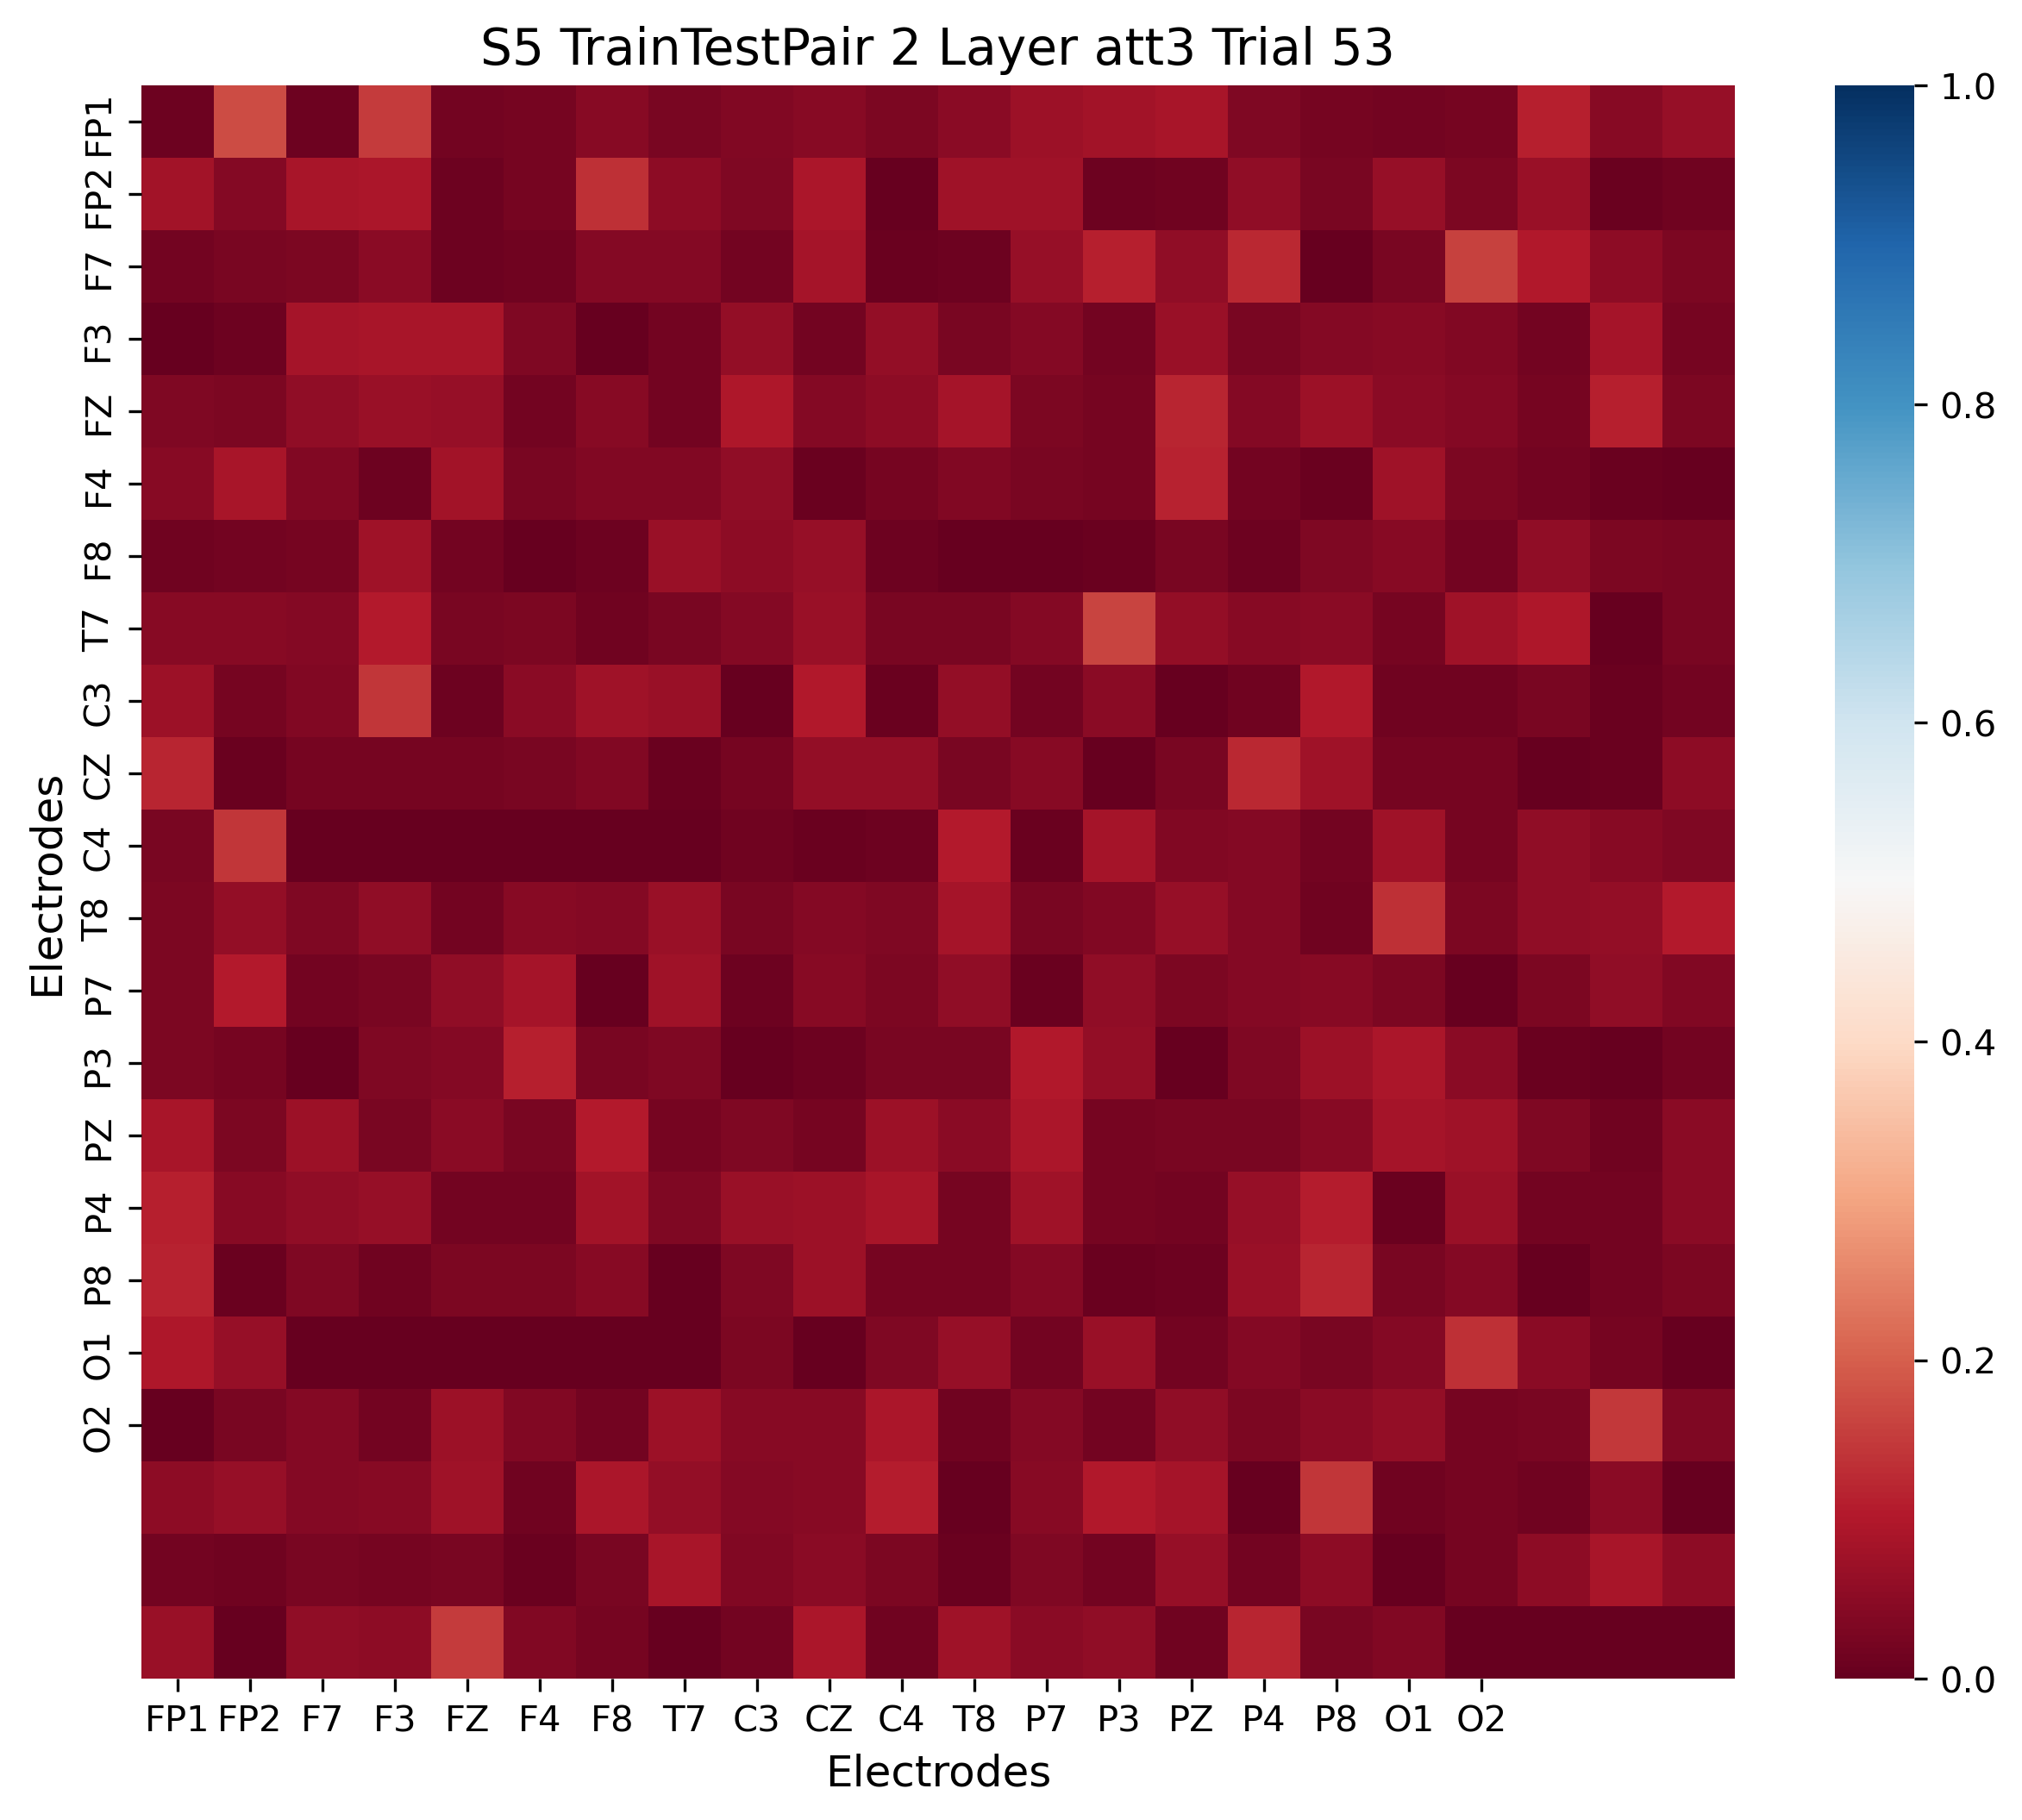 S5 TrainTestPair 2 Layer att3 Trial 53
Electrodes
FP1
FP2
F7
F3
FZ
F4
F8
T7
C3
CZ
C4
T8
P7
P3
PZ
P4
P8
O1
O2
FP1 FP2 F7 F3 FZ F4 F8 T7 C3 CZ C4 T8 P7 P3 PZ P4 P8 O1 O2
Electrodes
1.0
0.8
0.6
0.4
0.2
0.0